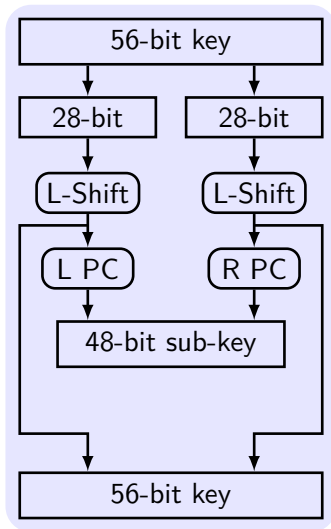 56-bit key
28-bit 28-bit
L-Shift L-Shift
L PC R PC
48-bit sub-key
56-bit key